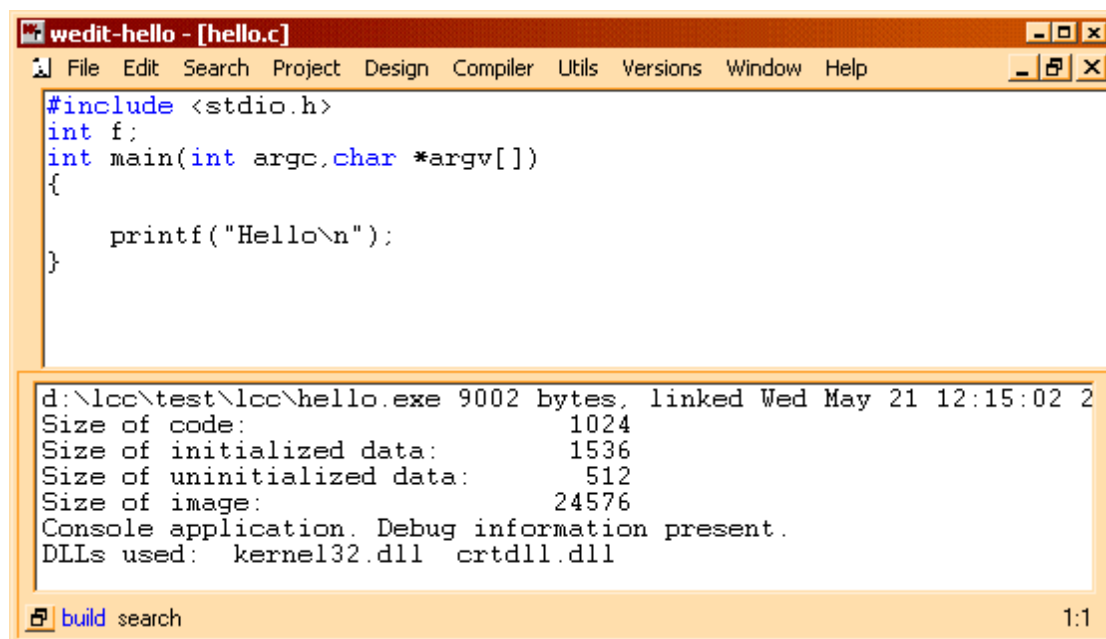 wedit-hello - [hello.c]
File Edit Search Project Design Compiler Utils Versions Window Help
#include <stdio.h>
int f;
int main(int argc,char *argv[])
{
printf("Hello\n");
}
d:\lcc\test\lcc\hello.exe 9002 bytes, linked Wed May 21 12:15:02 2
Size of code: 1024
Size of initialized data: 1536
Size of uninitialized data: 512
Size of image: 24576
Console application. Debug information present.
DLLs used: kernel32.dll crtdll.dll
build search 1:1